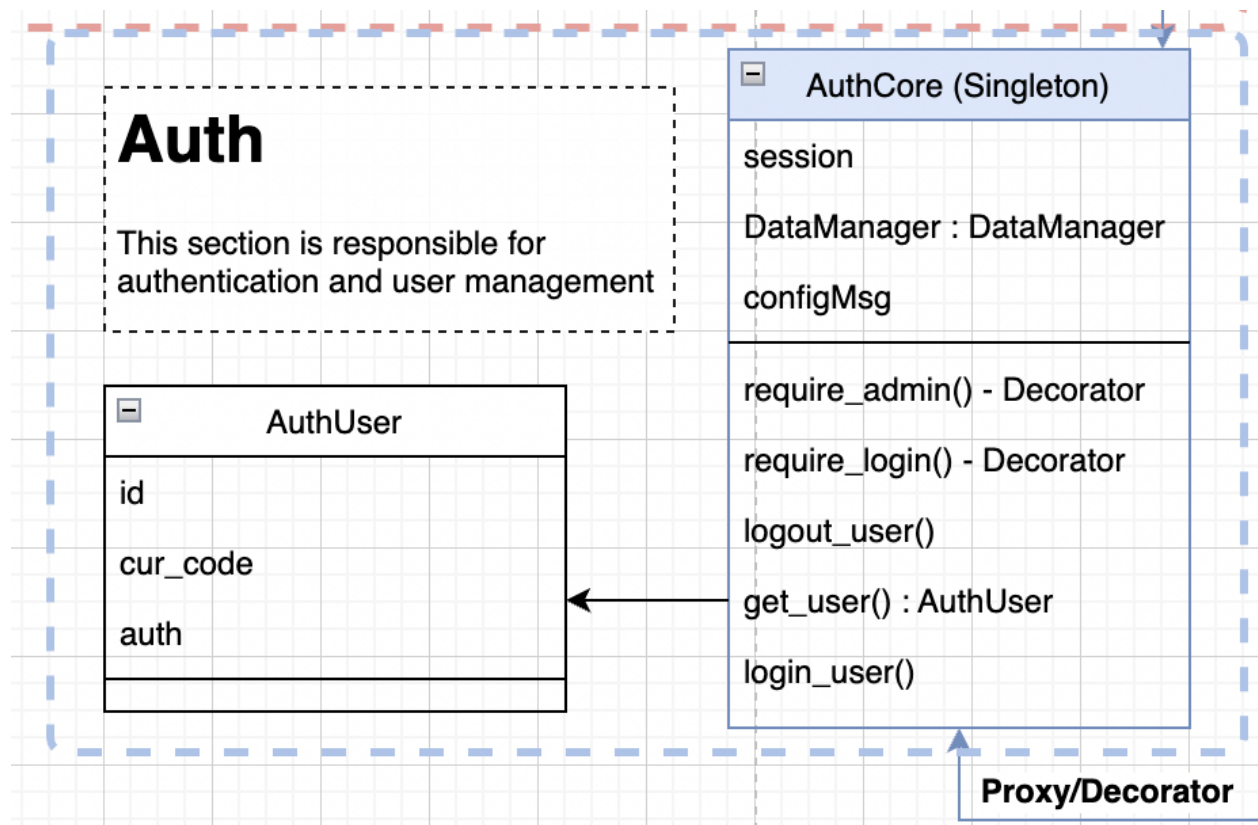 Auth
This section is responsible for
authentication and user management
AuthUser
id
cur_code
auth
AuthCore (Singleton)
session
DataManager : DataManager
configMsg
require_admin() - Decorator
require_login() - Decorator
logout_user()
get_user() : AuthUser
login_user()
Proxy/Decorator